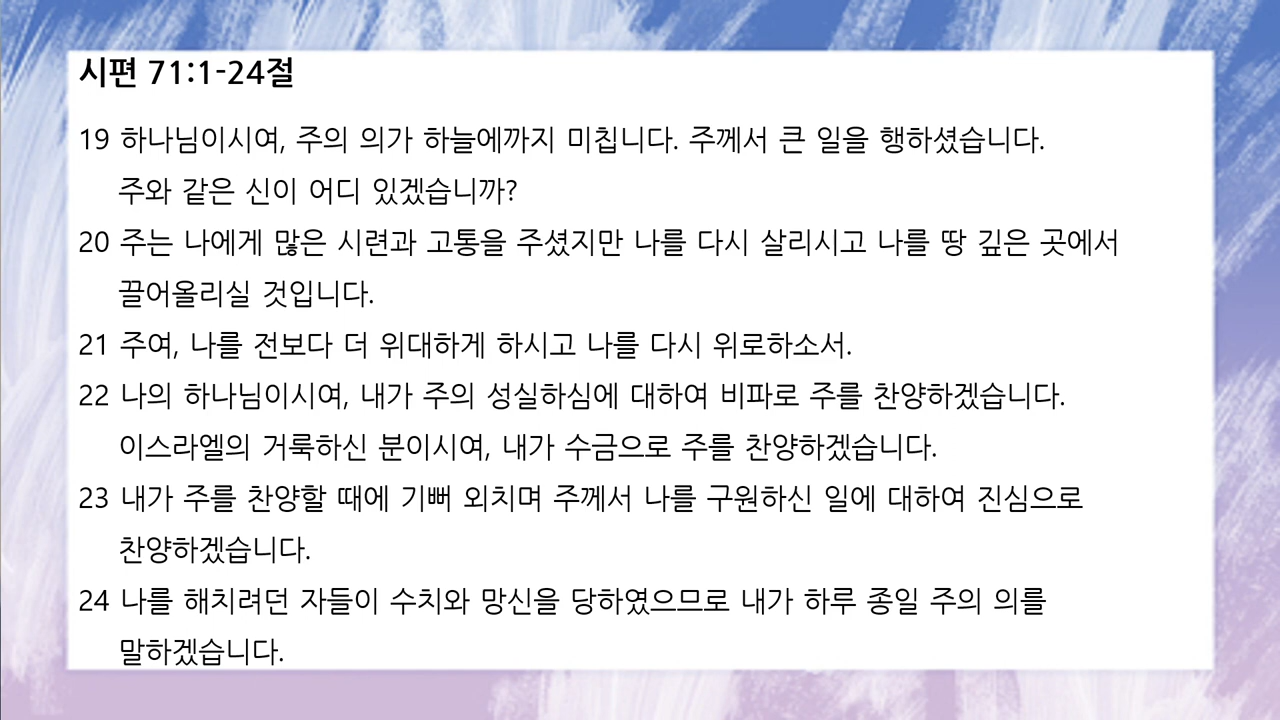 시편 71:1-24절
19 하나님이시여, 주의 의가 하늘에까지 미칩니다. 주께서 큰 일을 행하셨습니다.
주와 같은 신이 어디 있겠습니까?
20 주는 나에게 많은 시련과 고통을 주셨지만 나를 다시 살리시고 나를 땅 깊은 곳에서
끌어올리실 것입니다.
21 주여, 나를 전보다 더 위대하게 하시고 나를 다시 위로하소서.
22 나의 하나님이시여, 내가 주의 성실하심에 대하여 비파로 주를 찬양하겠습니다.
이스라엘의 거룩하신 분이시여, 내가 수금으로 주를 찬양하겠습니다.
23 내가 주를 찬양할 때에 기뻐 외치며 주께서 나를 구원하신 일에 대하여 진심으로
찬양하겠습니다.
24 나를 해치려던 자들이 수치와 망신을 당하였으므로 내가 하루 종일 주의 의를
말하겠습니다.